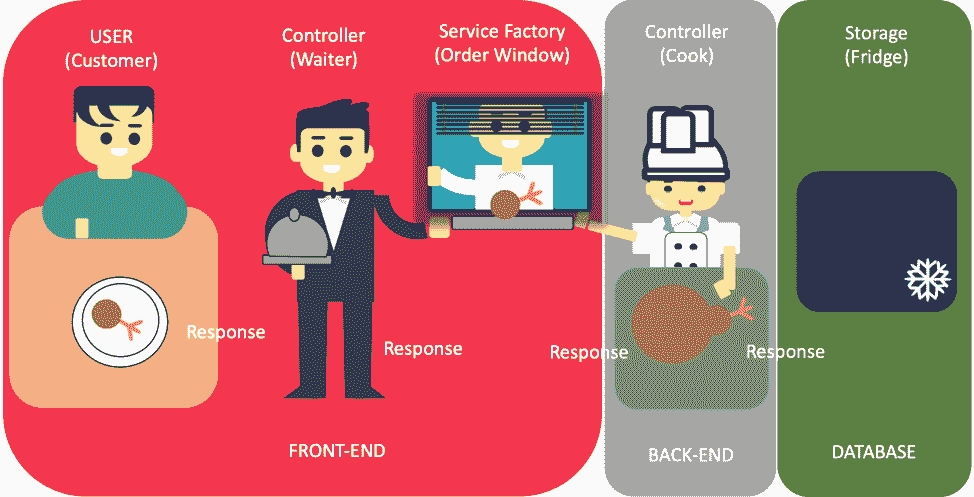 USER
(Customer)
Controller
(Waiter)
Service Factory
(Order Window)
Controller
(Cook)
Storage
(Fridge)
Response
Response
Response
Response
FRONT-END
BACK-END
DATABASE